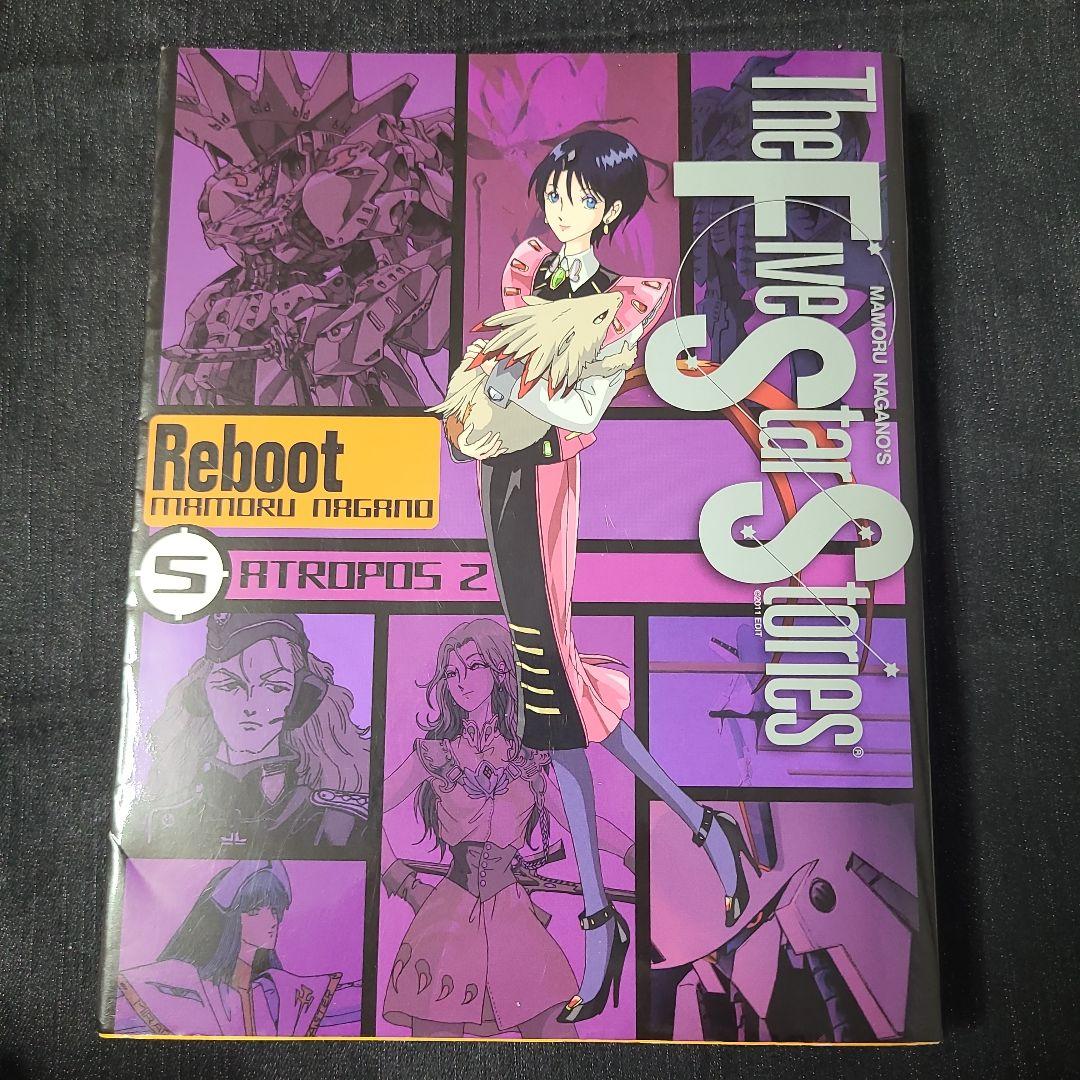 The Five Star Stories®
MAMORU NAGANO'S
©2011 EDIT
Reboot
MAMORU NAGANO
5 ATROPOS 2